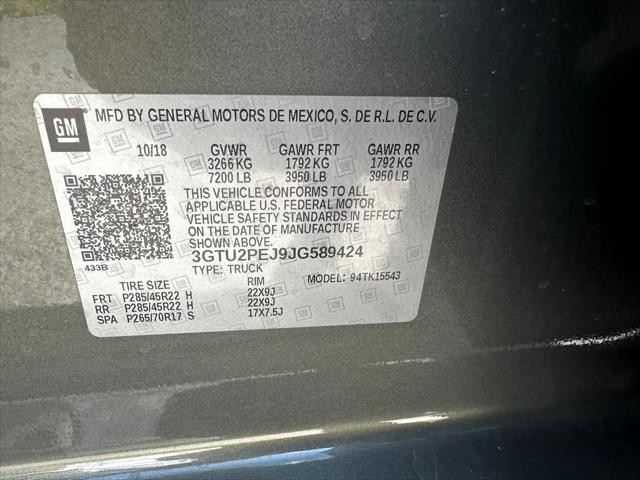 GM
MFD BY GENERAL MOTORS DE MEXICO, S. DE R.L. DE C.V.
10/18 GVWR GAWR FRT GAWR RR
3266 KG 1792 KG 1792 KG
7200 LB 3950 LB 3950 LB
THIS VEHICLE CONFORMS TO ALL
APPLICABLE U.S. FEDERAL MOTOR
VEHICLE SAFETY STANDARDS IN EFFECT
ON THE DATE OF MANUFACTURE
SHOWN ABOVE.
3GTU2PEJ9JG589424
433B TYPE: TRUCK
MODEL: 94TK15543
TIRE SIZE RIM
FRT P285/45R22 H 22X9J
RR P285/45R22 H 22X9J
SPA P265/70R17 S 17X7.5J